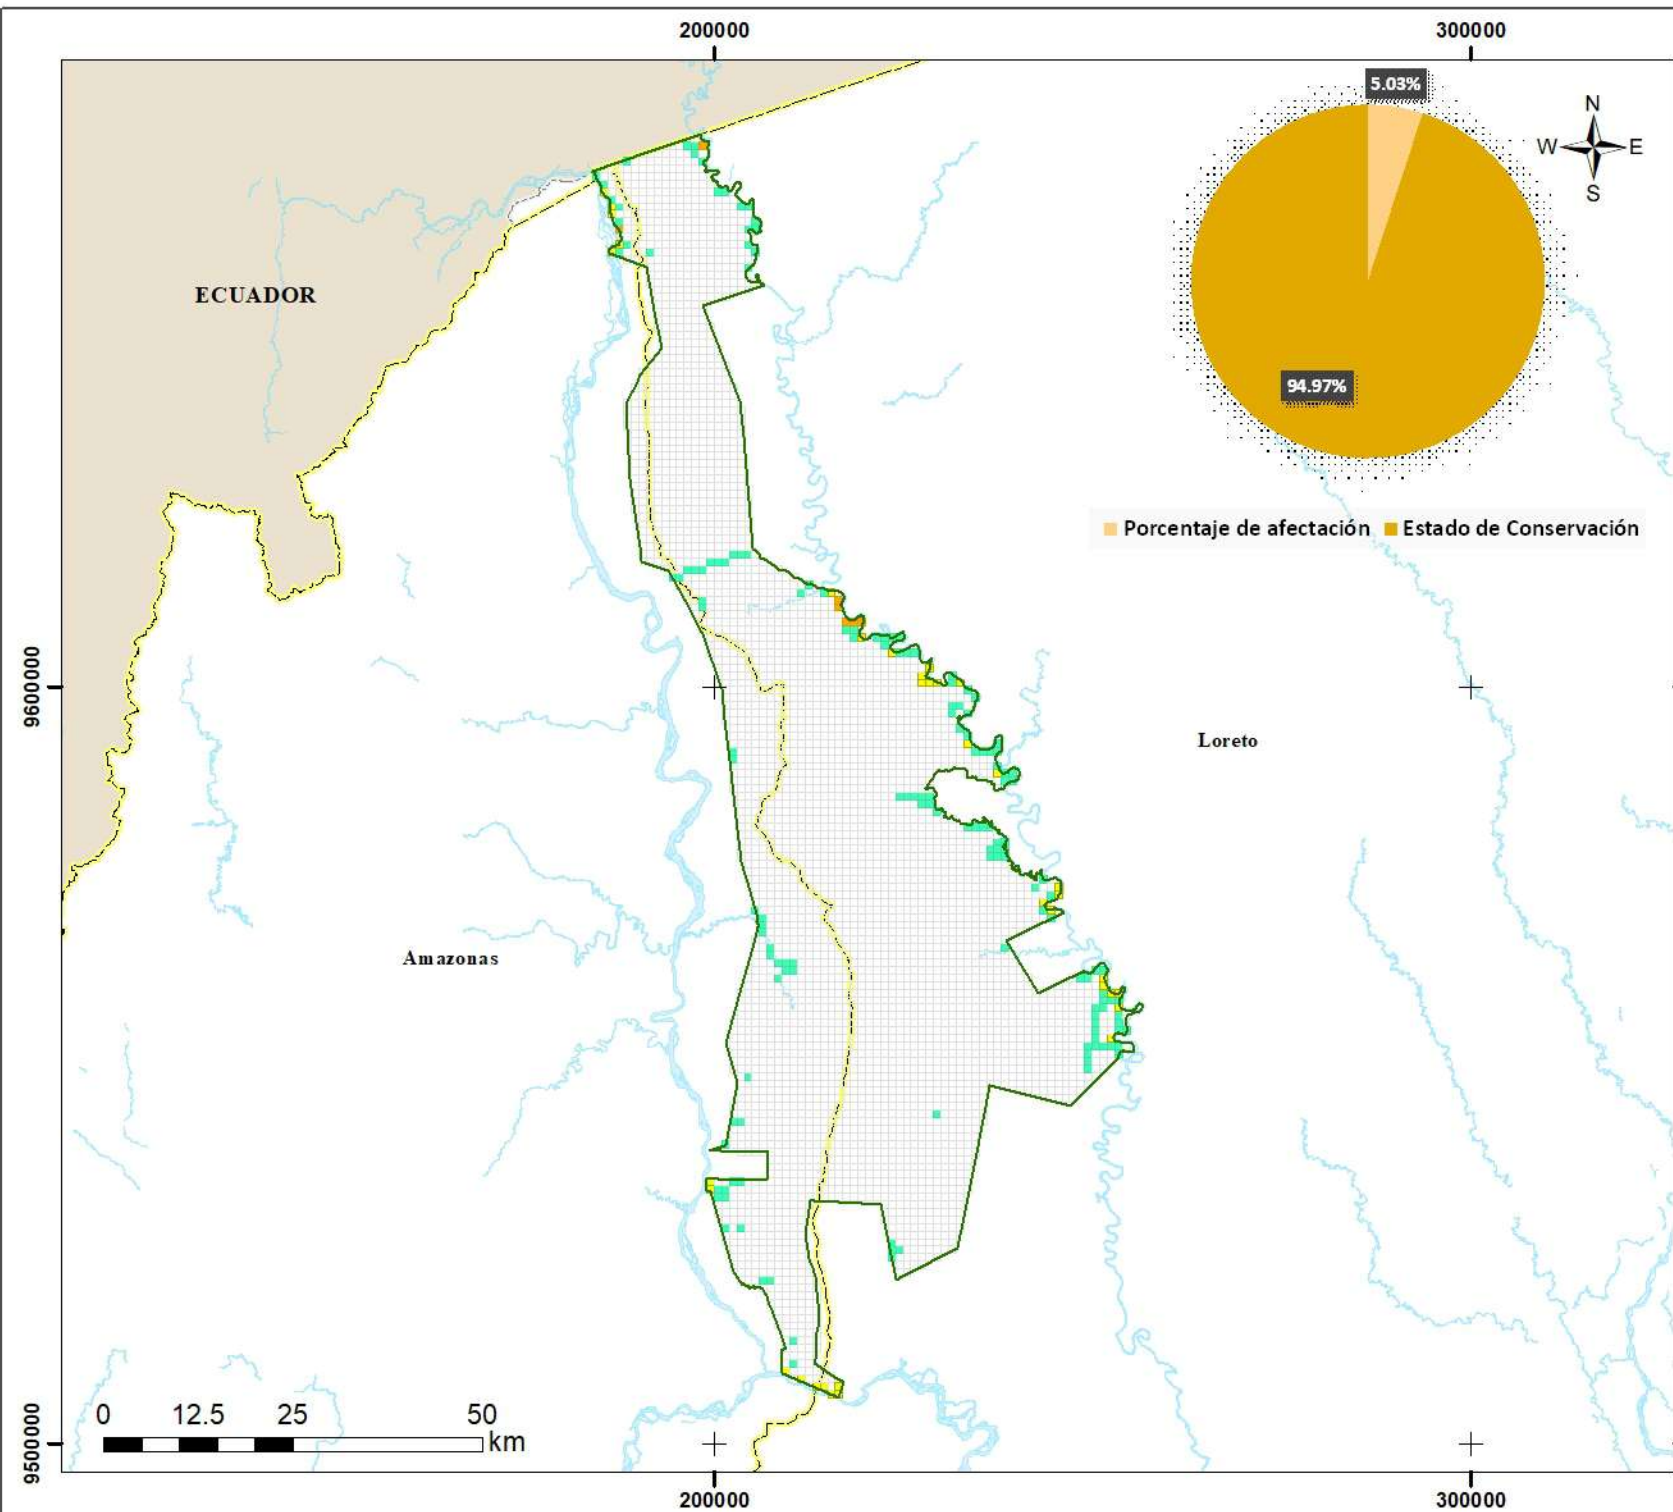 200000 300000
5.03%
N
W E
S
ECUADOR
94.97%
Porcentaje de afectación Estado de Conservación
9600000
Loreto
Amazonas
0 12.5 25 50
km
9500000
200000 300000